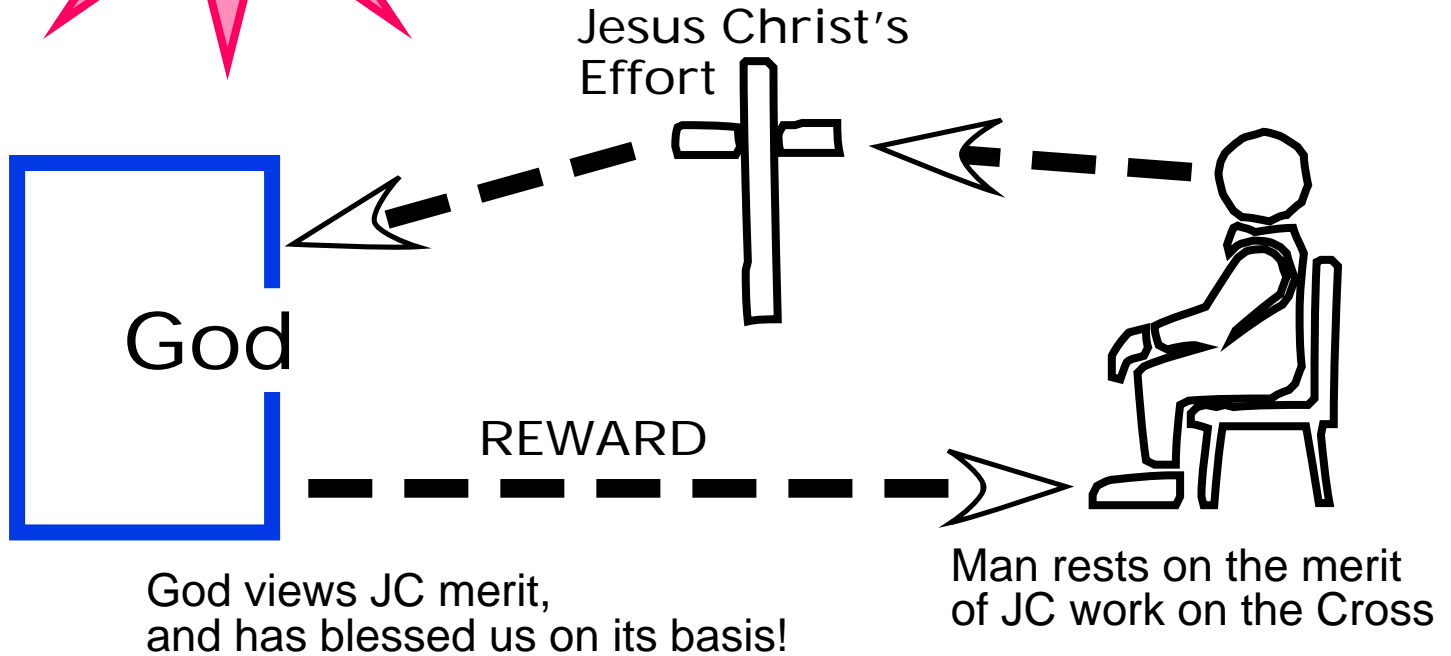 Jesus Christ's
Effort
God
REWARD
God views JC merit,
and has blessed us on its basis!
Man rests on the merit
of JC work on the Cross